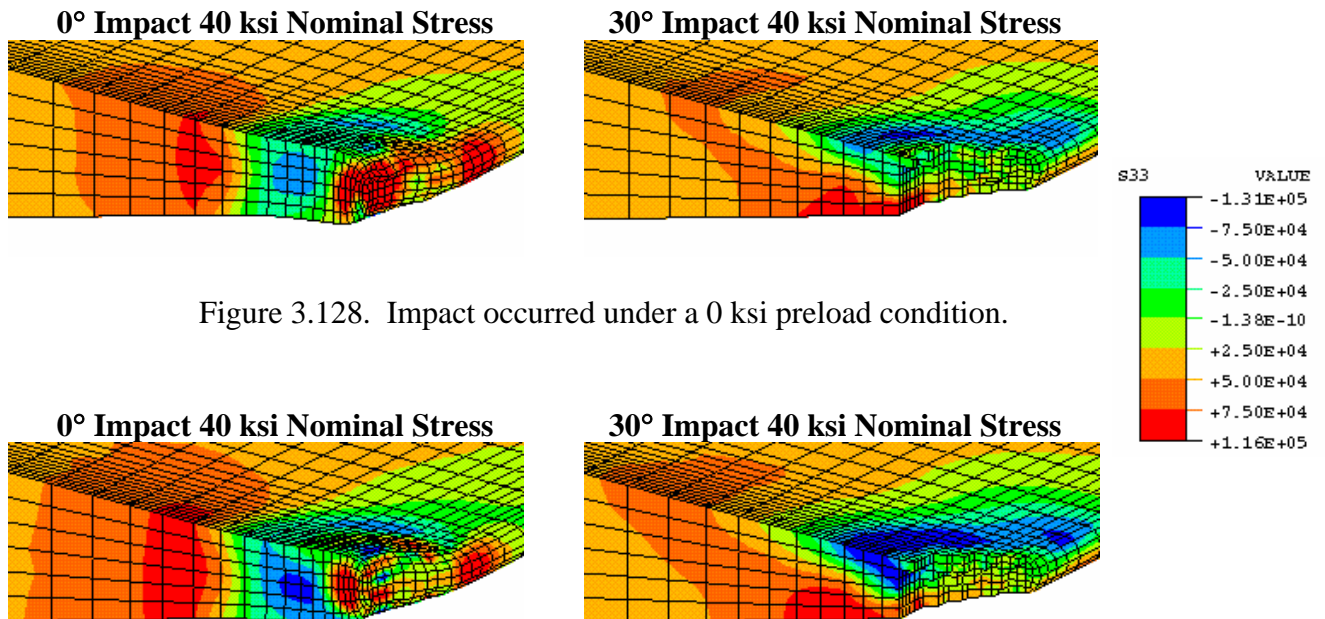 0° Impact 40 ksi Nominal Stress
30° Impact 40 ksi Nominal Stress
S33 VALUE
-1.31E+05
-7.50E+04
-5.00E+04
-2.50E+04
-1.38E-10
+2.50E+04
+5.00E+04
+7.50E+04
+1.16E+05
Figure 3.128. Impact occurred under a 0 ksi preload condition.
0° Impact 40 ksi Nominal Stress
30° Impact 40 ksi Nominal Stress